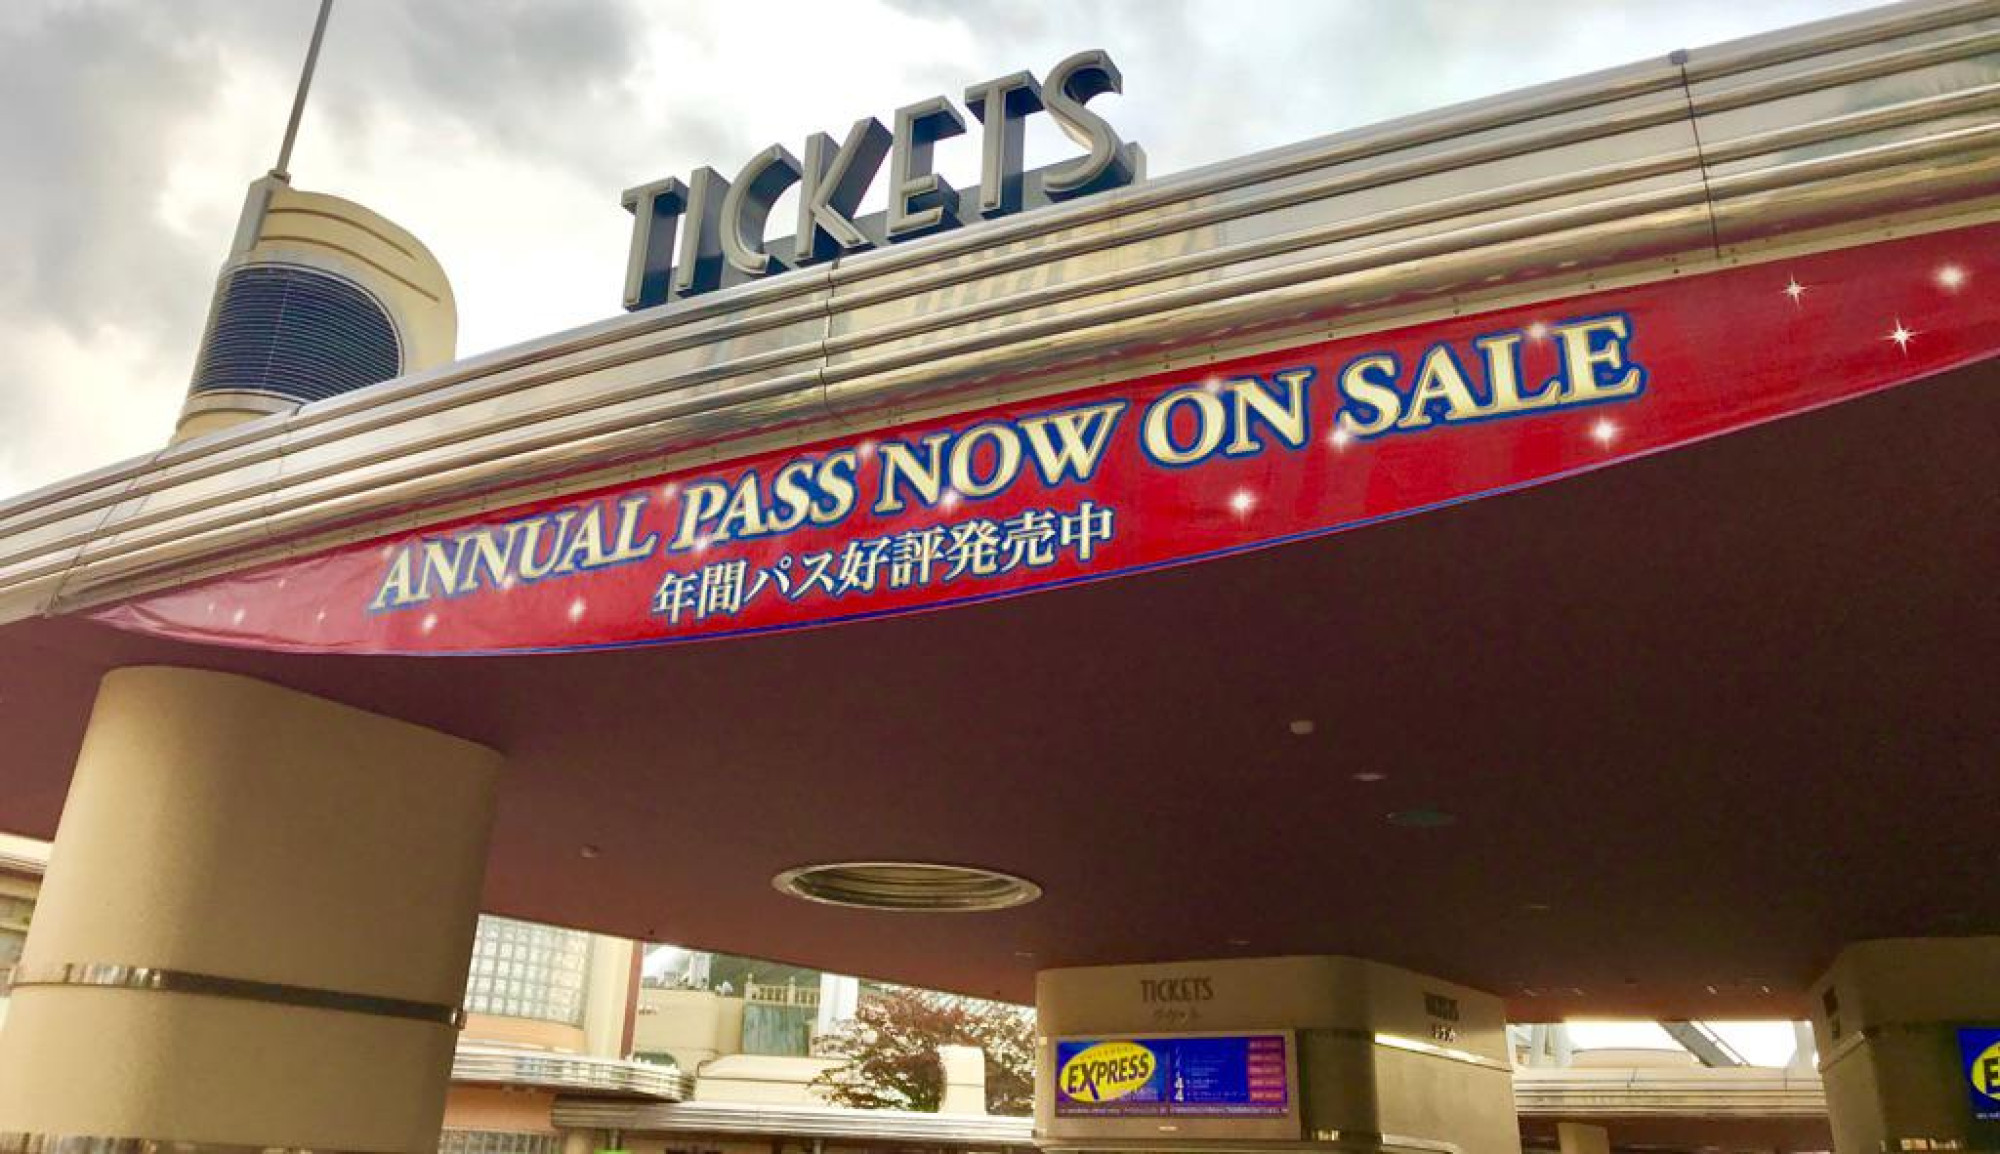 TICKETS
ANNUAL PASS NOW ON SALE
年間パス好評発売中
TICKETS
EXPRESS